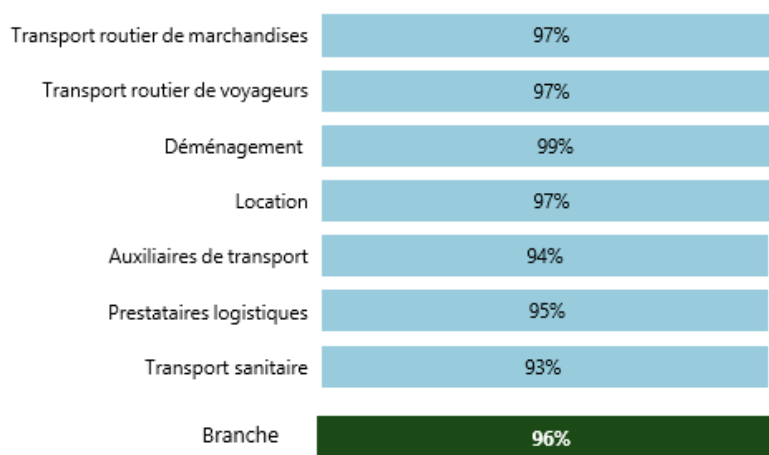 Transport routier de marchandises 97%
Transport routier de voyageurs 97%
Déménagement 99%
Location 97%
Auxiliaires de transport 94%
Prestataires logistiques 95%
Transport sanitaire 93%
Branche 96%